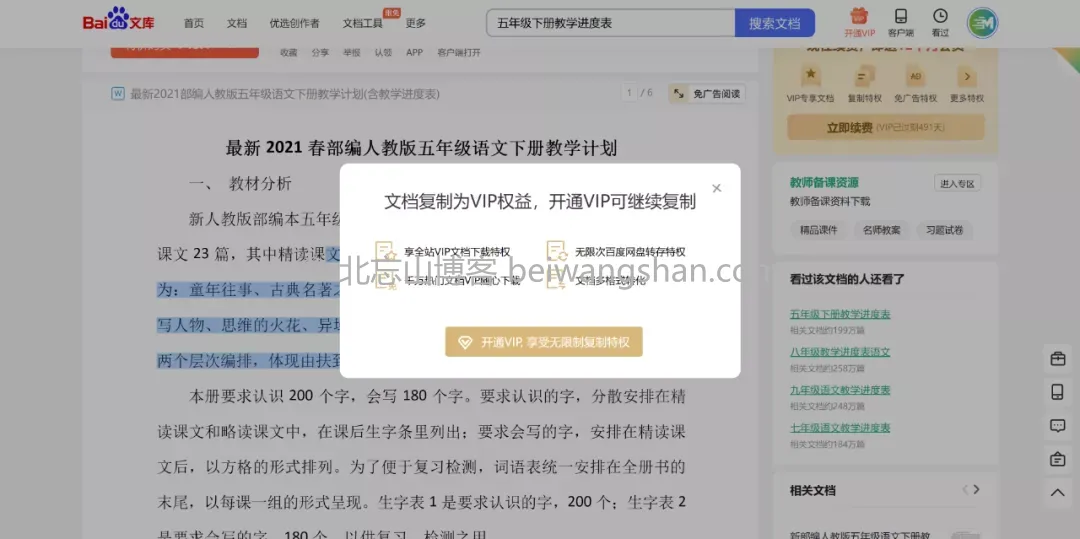 Bai du 文库
首页 文档 优选创作者 文档工具 限免 更多
五年级下册教学进度表 搜索文档
开通VIP 客户端 看过
收藏 分享 举报 认领 APP 客户端打开
最新2021部编人教版五年级语文下册教学计划(含教学进度表)
1 / 6 免广告阅读
最新 2021 春部编人教版五年级语文下册教学计划
一、 教材分析
新人教版部编本五年级
课文 23 篇，其中精读课文
为：童年往事、古典名著之
写人物、思维的火花、异域
两个层次编排，体现由扶到
本册要求认识 200 个字，会写 180 个字。要求认识的字，分散安排在精
读课文和略读课文中，在课后生字条里列出；要求会写的字，安排在精读课
文后，以方格的形式排列。为了便于复习检测，词语表统一安排在全册书的
末尾，以每课一组的形式呈现。生字表 1 是要求认识的字，200 个；生字表 2
是要求会写的字，180 个，以供复习、检测之用。
文档复制为VIP权益，开通VIP可继续复制
享全站VIP文档下载特权 无限次百度网盘转存特权
千万热门文档VIP随心下载 文档多格式转化
北忘山博客 beiwangshan.com
开通VIP, 享受无限制复制特权
VIP专享文档 复制特权 免广告特权 更多特权
AD
立即续费 (VIP已过期491天)
教师备课资源 进入专区
教师备课资料下载
精品课件 名师教案 习题试卷
看过该文档的人还看了
五年级下册教学进度表
相关文档约199万篇
八年级教学进度表语文
相关文档约258万篇
九年级语文教学进度表
相关文档约248万篇
七年级语文教学进度表
相关文档约184万篇
相关文档
新部编人教版五年级语文下册教